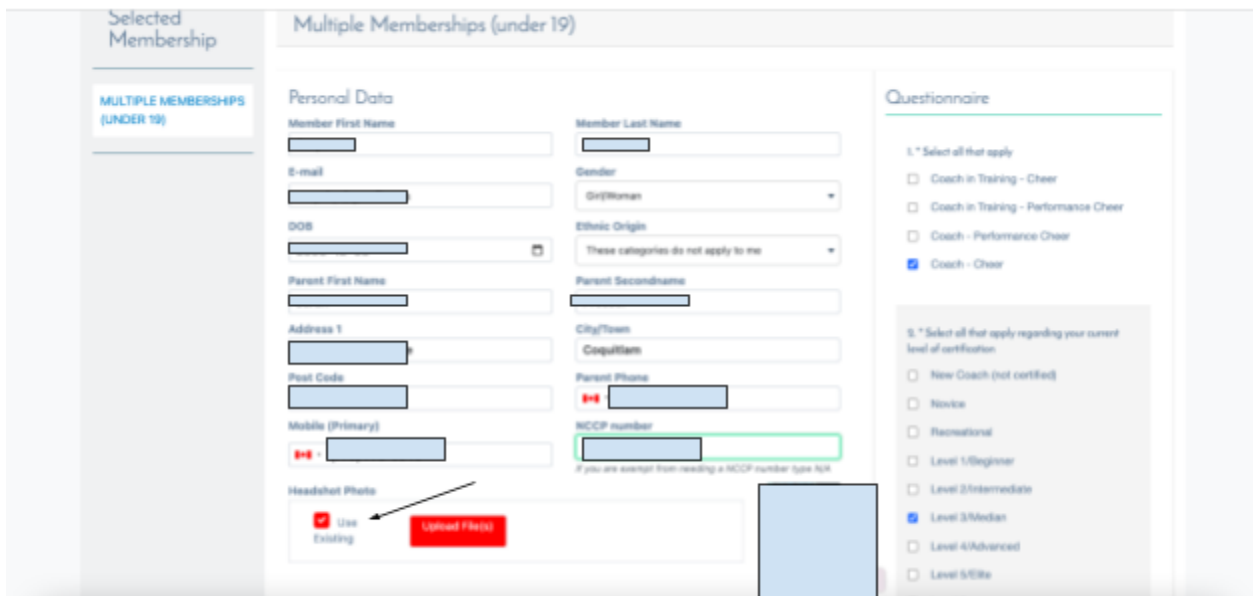 Selected
Membership
MULTIPLE MEMBERSHIPS
(UNDER 19)
Multiple Memberships (under 19)
Personal Data
Member First Name
Member Last Name
E-mail
Gender
Girl/Woman
DOB
Ethnic Origin
These categories do not apply to me
Parent First Name
Parent Secondname
Address 1
City/Town
Coquitlam
Post Code
Parent Phone
Mobile (Primary)
NCCP number
If you are exempt from needing a NCCP number type N/A
Headshot Photo
Use
Existing
Upload File(s)
Questionnaire
1. * Select all that apply
Coach in Training - Cheer
Coach in Training - Performance Cheer
Coach - Performance Cheer
Coach - Cheer
2. * Select all that apply regarding your current
level of certification
New Coach (not certified)
Novice
Recreational
Level 1/Beginner
Level 2/Intermediate
Level 3/Median
Level 4/Advanced
Level 5/Elite